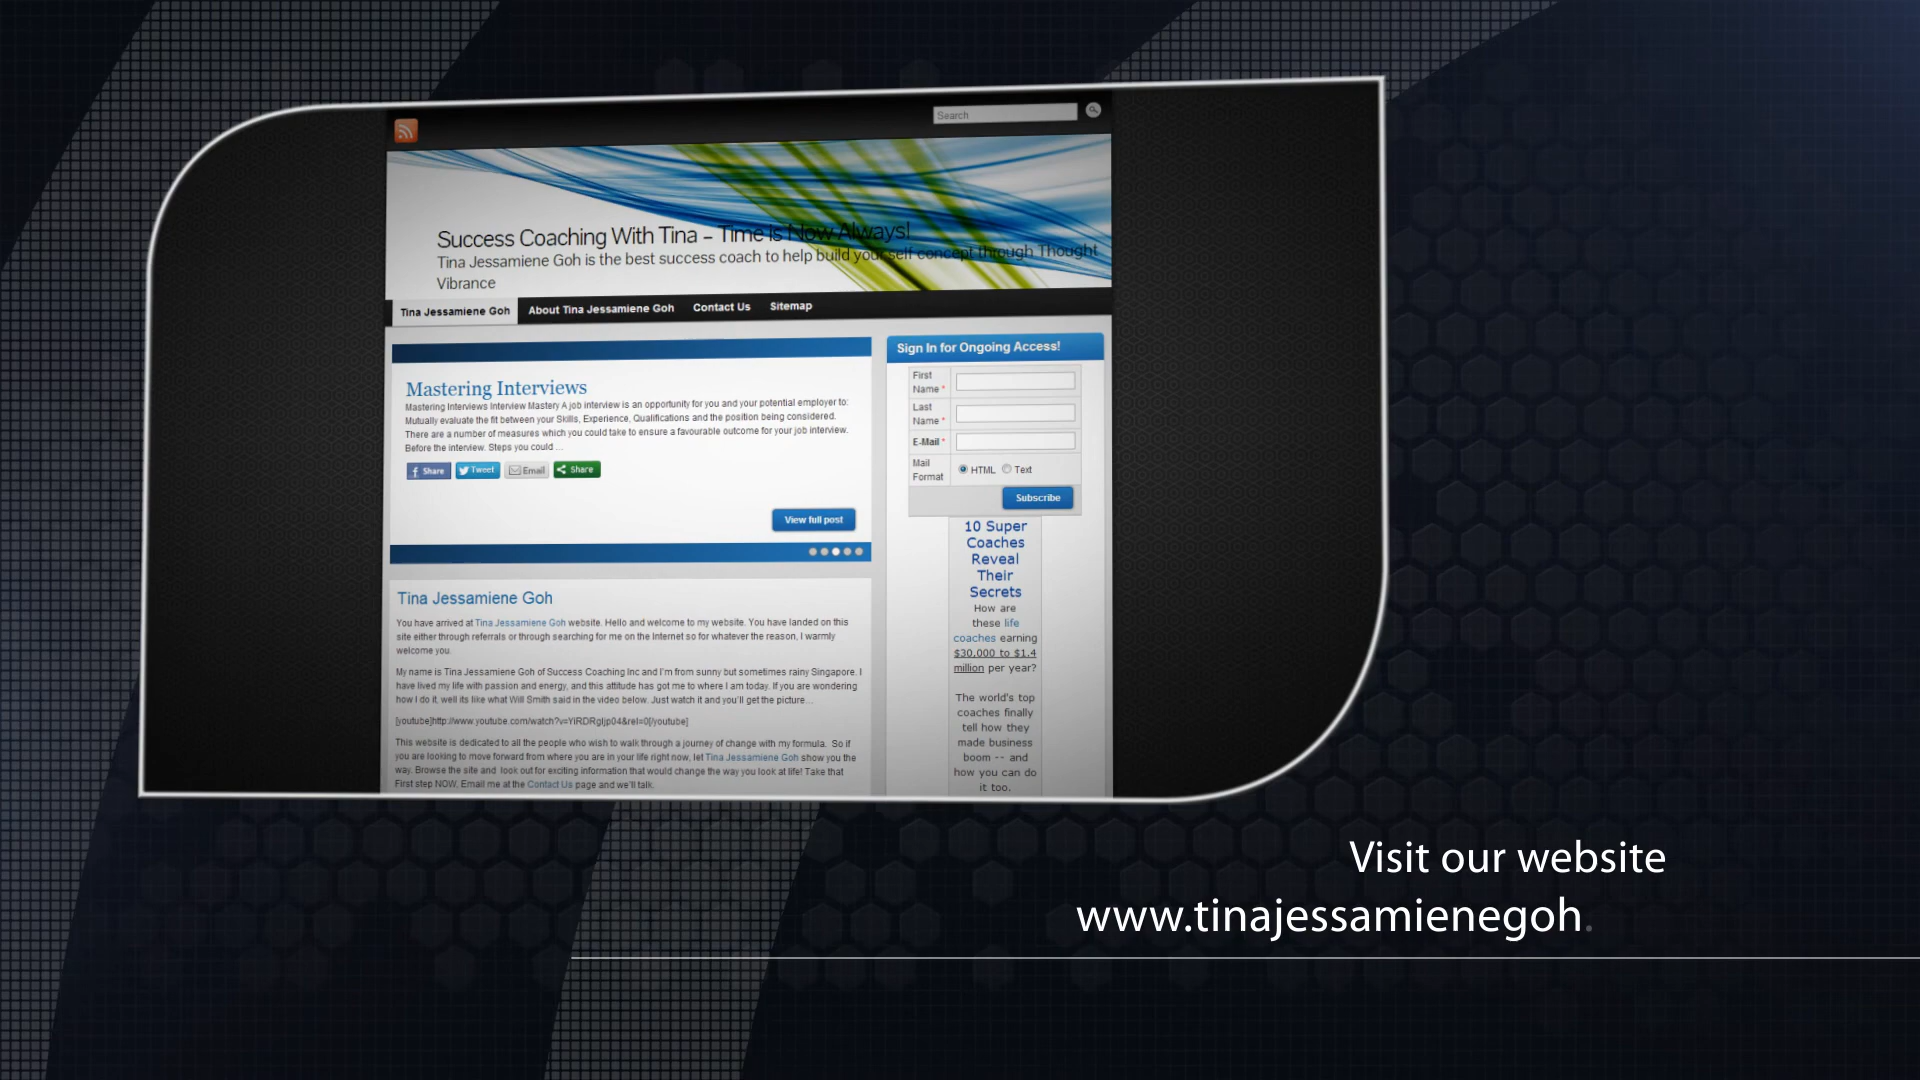 Search
Success Coaching With Tina – Time is Now Always!
Tina Jessamiene Goh is the best success coach to help build your self concept through Thought
Vibrance
Tina Jessamiene Goh
About Tina Jessamiene Goh
Contact Us
Sitemap
Mastering Interviews
Mastering Interviews Interview Mastery A job interview is an opportunity for you and your potential employer to:
Mutually evaluate the fit between your Skills, Experience, Qualifications and the position being considered.
There are a number of measures which you could take to ensure a favourable outcome for your job interview.
Before the interview. Steps you could ...
Share
Tweet
Email
Share
View full post
Tina Jessamiene Goh
You have arrived at Tina Jessamiene Goh website. Hello and welcome to my website. You have landed on this
site either through referrals or through searching for me on the Internet so for whatever the reason, I warmly
welcome you.
My name is Tina Jessamiene Goh of Success Coaching Inc and I'm from sunny but sometimes rainy Singapore. I
have lived my life with passion and energy, and this attitude has got me to where I am today. If you are wondering
how I do it, well its like what Will Smith said in the video below. Just watch it and you'll get the picture...
This website is dedicated to all the people who wish to walk through a journey of change with my formula. So if
you are looking to move forward from where you are in your life right now, let Tina Jessamiene Goh show you the
way. Browse the site and look out for exciting information that would change the way you look at life! Take that
First step NOW, Email me at the Contact Us page and we'll talk.
Sign In for Ongoing Access!
First
Name *
Last
Name *
E-Mail *
Mail
Format
HTML Text
Subscribe
10 Super
Coaches
Reveal
Their
Secrets
How are
these life
coaches earning
$30,000 to $1.4
million per year?
The world's top
coaches finally
tell how they
made business
boom -- and
how you can do
it too.
Visit our website
www.tinajessamienegoh.